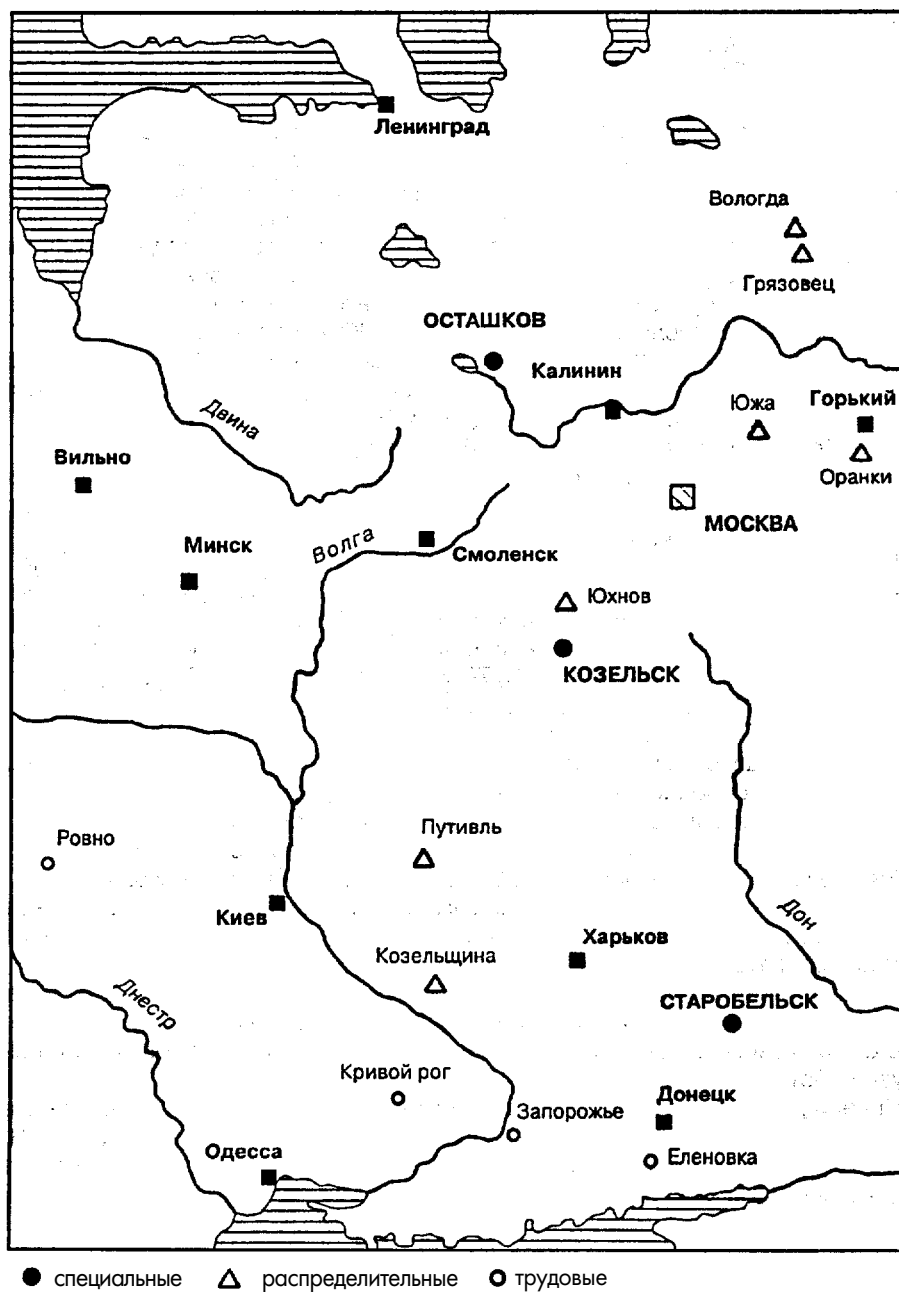 Ленинград
Вологда
Грязовец
ОСТАШКОВ
Калинин
Южа
Горький
Двина
Оранки
Вильно
МОСКВА
Волга
Минск
Смоленск
Юхнов
КОЗЕЛЬСК
Путивль
Ровно
Киев
Дон
Харьков
Козельщина
Днестр
СТАРОБЕЛЬСК
Кривой рог
Запорожье
Донецк
Одесса
Еленовка
специальные распределительные трудовые